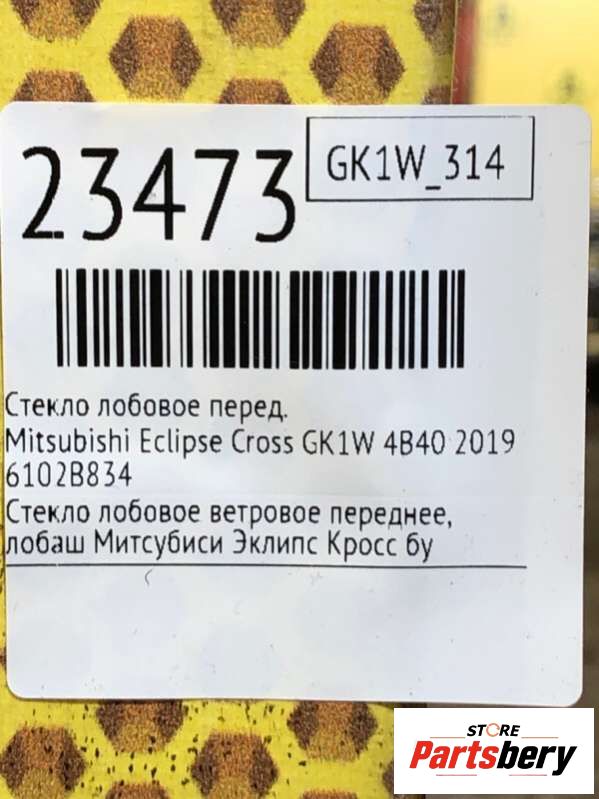 23473
GK1W_314
Стекло лобовое перед.
Mitsubishi Eclipse Cross GK1W 4B40 2019
6102B834
Стекло лобовое ветровое переднее,
лобаш Митсубиси Эклипс Кросс бу
STORE
Partsbery